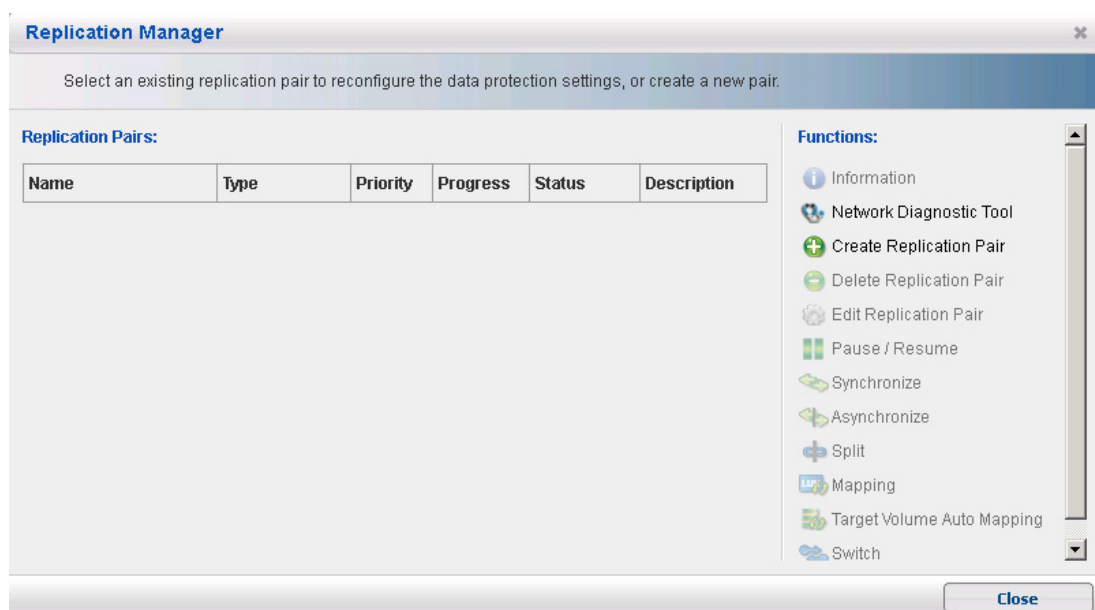 Replication Manager
Select an existing replication pair to reconfigure the data protection settings, or create a new pair.
Replication Pairs:
Name Type Priority Progress Status Description
Functions:
Information
Network Diagnostic Tool
Create Replication Pair
Delete Replication Pair
Edit Replication Pair
Pause / Resume
Synchronize
Asynchronize
Split
Mapping
Target Volume Auto Mapping
Switch
Close